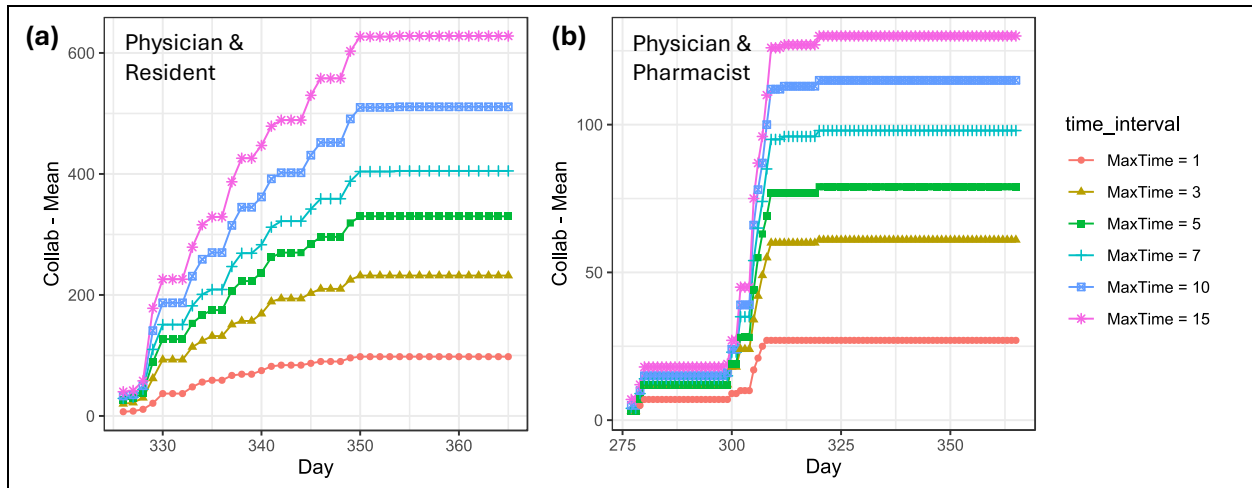 (a)
Physician &
Resident
600
400
200
0
Collab - Mean
330
340
350
360
Day
(b)
Physician &
Pharmacist
100
50
0
Collab - Mean
275
300
325
350
Day
time_interval
MaxTime = 1
MaxTime = 3
MaxTime = 5
MaxTime = 7
MaxTime = 10
MaxTime = 15